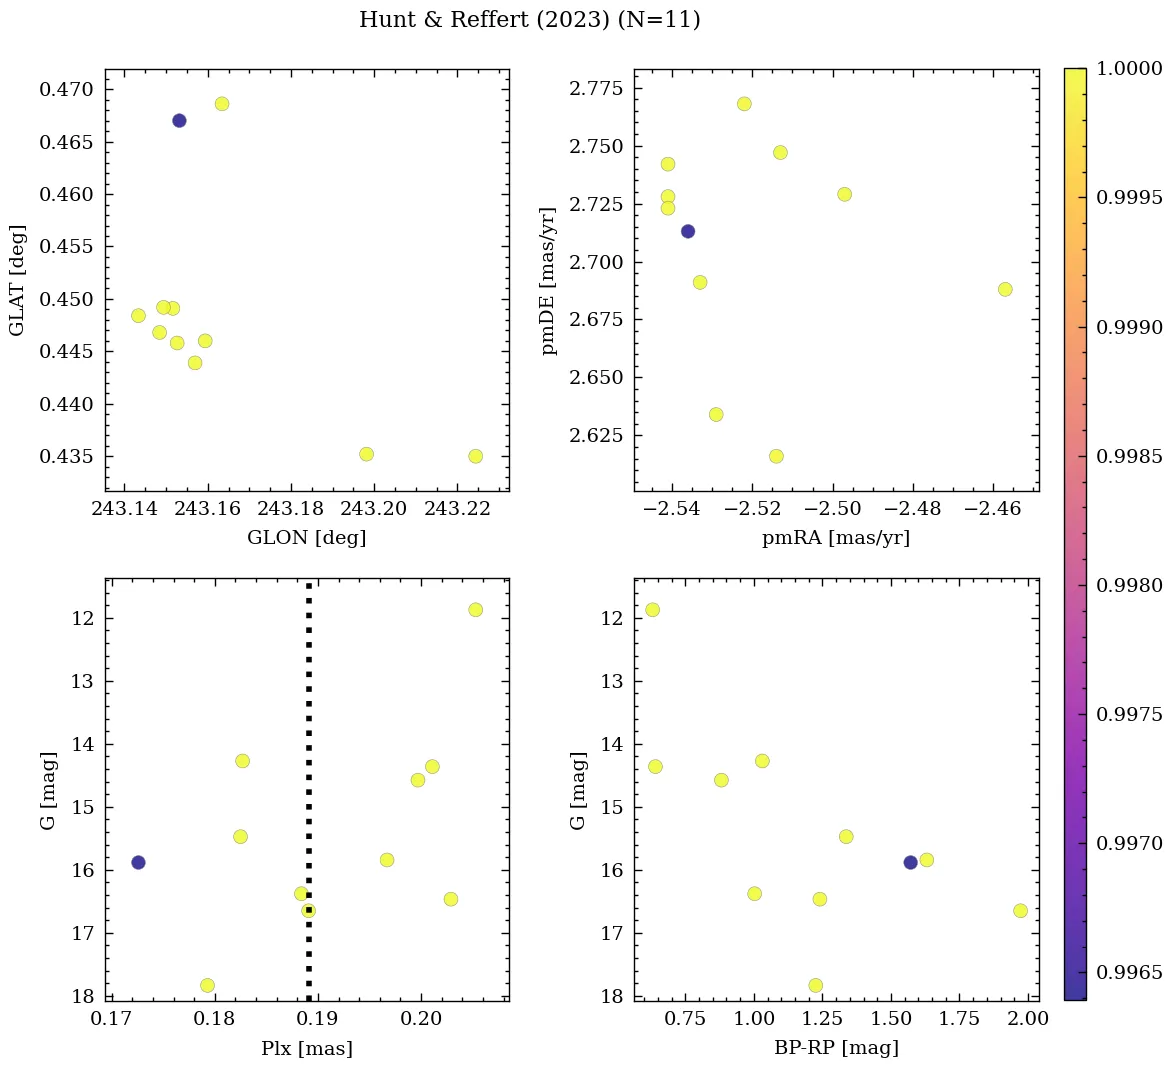 Hunt & Reffert (2023) (N=11)
0.470
0.465
0.460
0.455
0.450
0.445
0.440
0.435
GLAT [deg]
243.14 243.16 243.18 243.20 243.22
GLON [deg]
2.775
2.750
2.725
2.700
2.675
2.650
2.625
pmDE [mas/yr]
−2.54 −2.52 −2.50 −2.48 −2.46
pmRA [mas/yr]
12
13
14
15
16
17
18
G [mag]
0.17 0.18 0.19 0.20
Plx [mas]
12
13
14
15
16
17
18
G [mag]
0.75 1.00 1.25 1.50 1.75 2.00
BP-RP [mag]
1.0000
0.9995
0.9990
0.9985
0.9980
0.9975
0.9970
0.9965